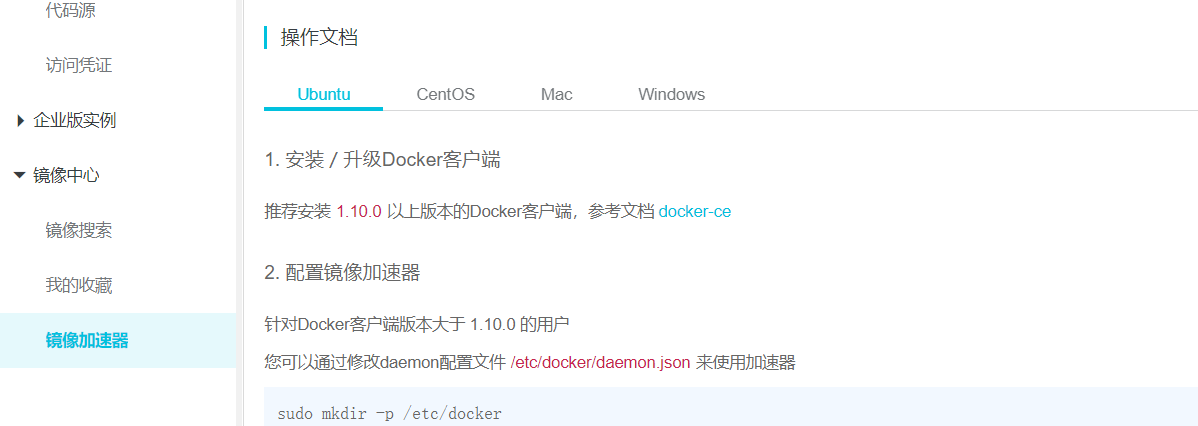 代码源
访问凭证
企业版实例
镜像中心
镜像搜索
我的收藏
镜像加速器
操作文档
Ubuntu CentOS Mac Windows
1. 安装 / 升级Docker客户端
推荐安装 1.10.0 以上版本的Docker客户端，参考文档 docker-ce
2. 配置镜像加速器
针对Docker客户端版本大于 1.10.0 的用户
您可以通过修改daemon配置文件 /etc/docker/daemon.json 来使用加速器
sudo mkdir -p /etc/docker